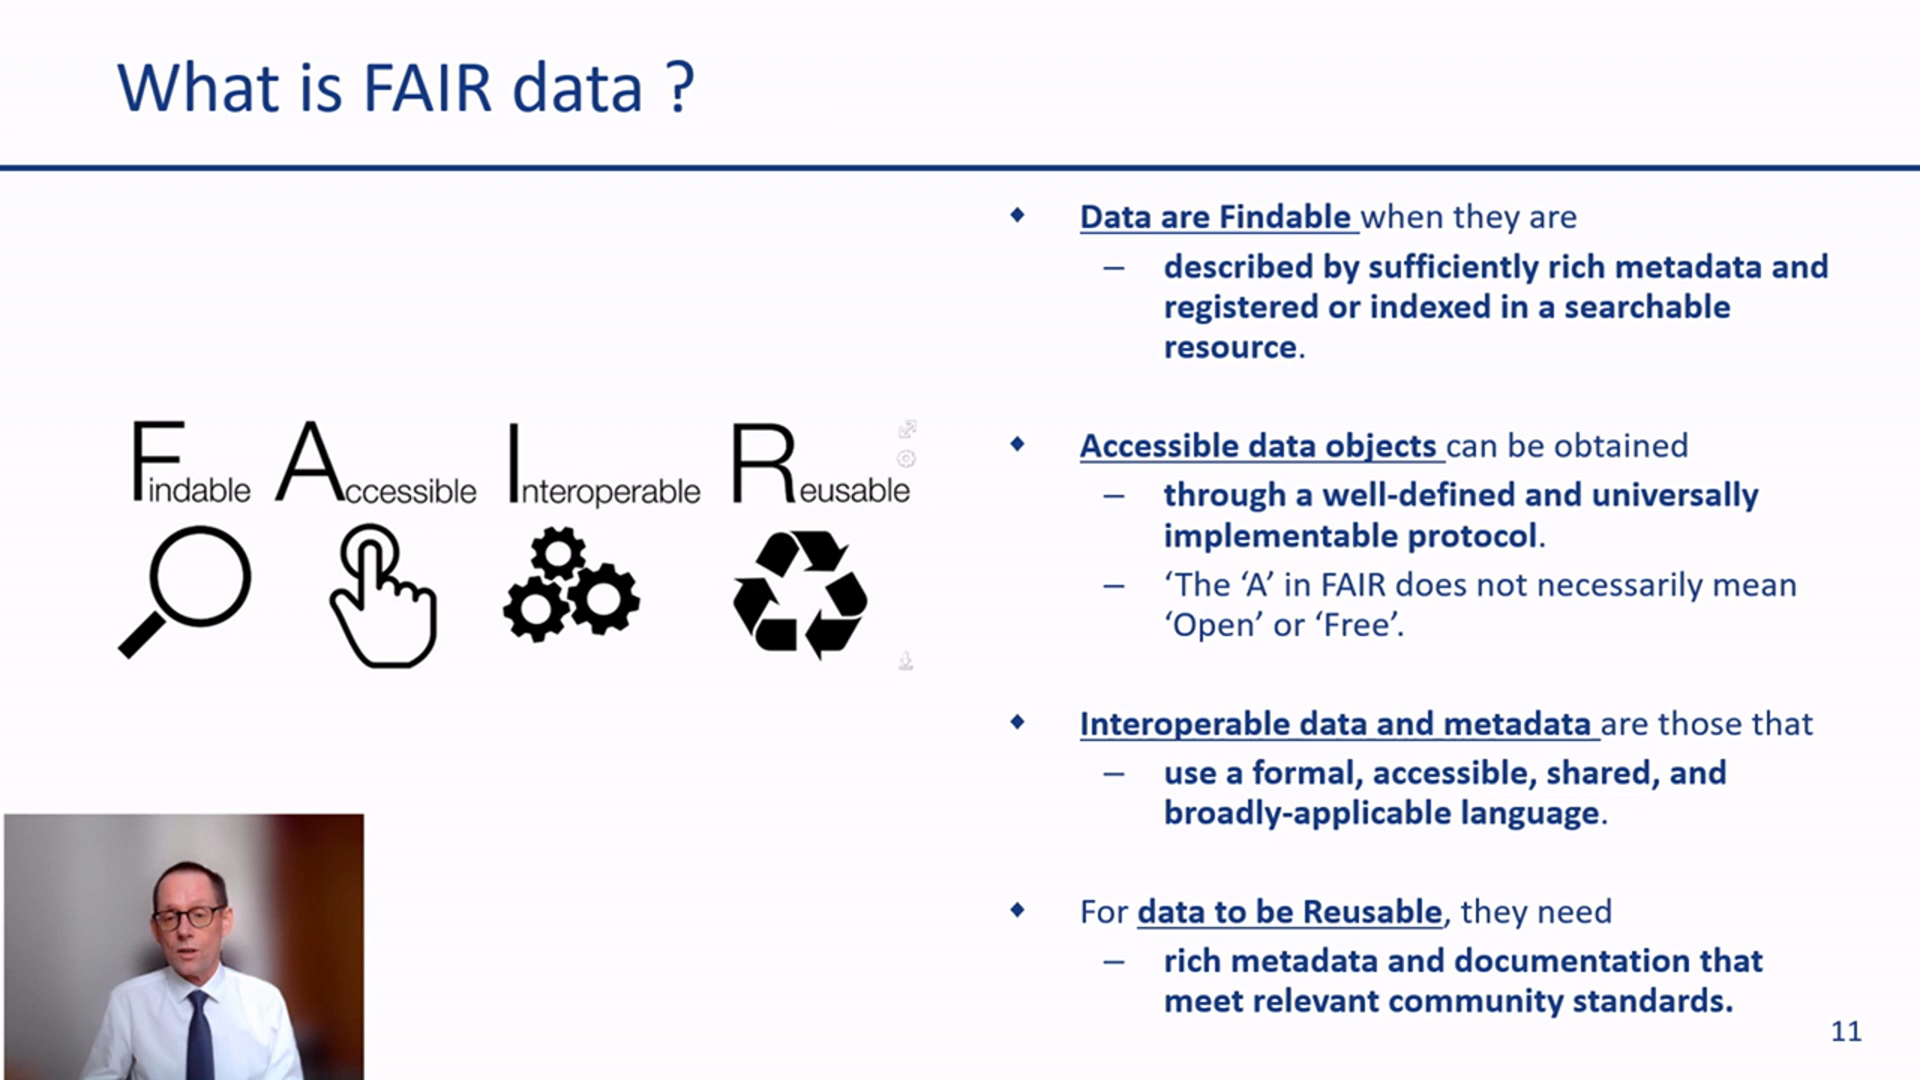 What is FAIR data ?
Findable Accessible Interoperable Reusable
♦ Data are Findable when they are
– described by sufficiently rich metadata and
registered or indexed in a searchable
resource.
♦ Accessible data objects can be obtained
– through a well-defined and universally
implementable protocol.
– ‘The ‘A’ in FAIR does not necessarily mean
‘Open’ or ‘Free’.
♦ Interoperable data and metadata are those that
– use a formal, accessible, shared, and
broadly-applicable language.
♦ For data to be Reusable, they need
– rich metadata and documentation that
meet relevant community standards.
11